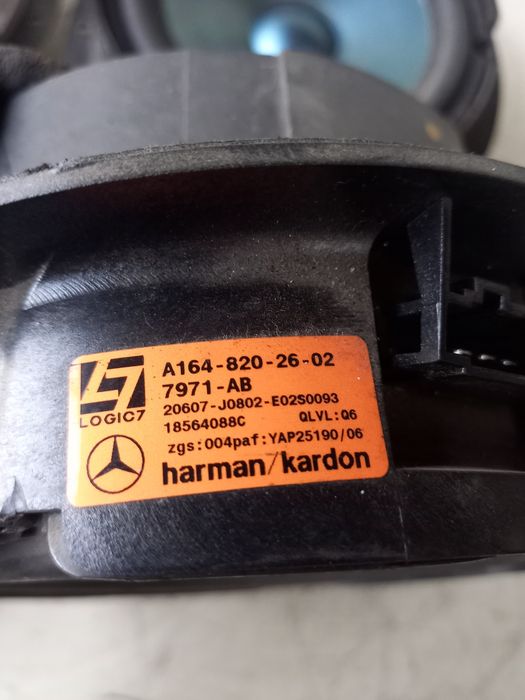 A164-820-26-02
7971-AB
20607-J0802-E02S0093
18564088C QLVL:Q6
zgs:004paf:YAP25190/06
L7
LOGIC7
harman/kardon